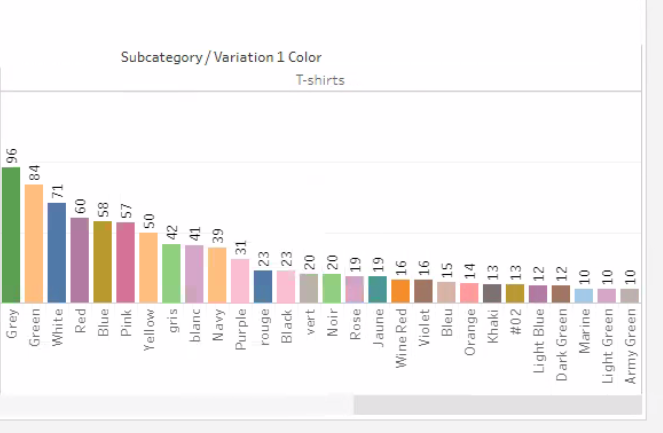 Subcategory / Variation 1 Color
T-shirts
96
84
71
60
58
57
50
42
41
39
31
23
23
20
20
19
19
16
16
15
14
13
13
12
12
10
10
10
Grey
Green
White
Red
Blue
Pink
Yellow
gris
blanc
Navy
Purple
rouge
Black
vert
Noir
Rose
Jaune
Wine Red
Violet
Bleu
Orange
Khaki
#02
Light Blue
Dark Green
Marine
Light Green
Army Green